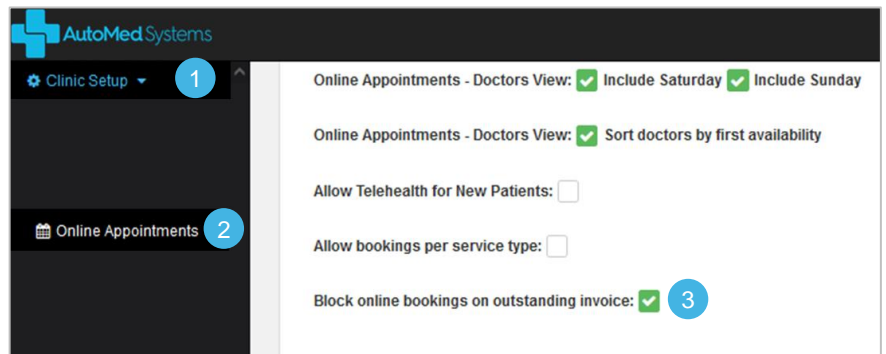 AutoMed Systems
Clinic Setup 1
Online Appointments - Doctors View: Include Saturday Include Sunday
Online Appointments - Doctors View: Sort doctors by first availability
Allow Telehealth for New Patients:
Online Appointments 2
Allow bookings per service type:
Block online bookings on outstanding invoice: 3